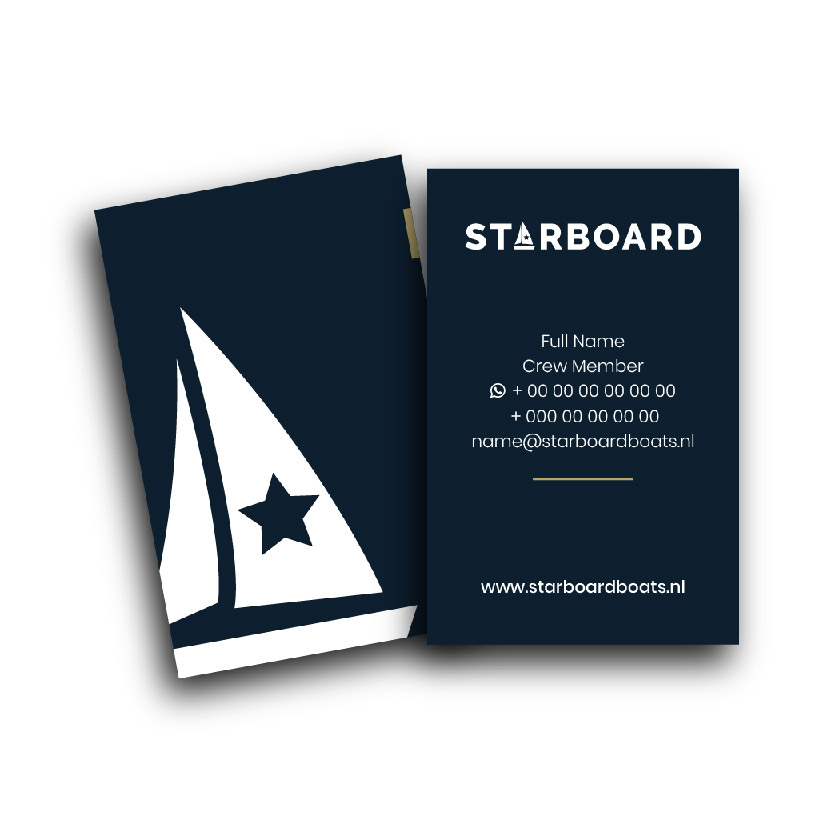 STARBOARD
Full Name
Crew Member
+ 00 00 00 00 00 00
+ 000 00 00 00 00
name@starboardboats.nl
www.starboardboats.nl